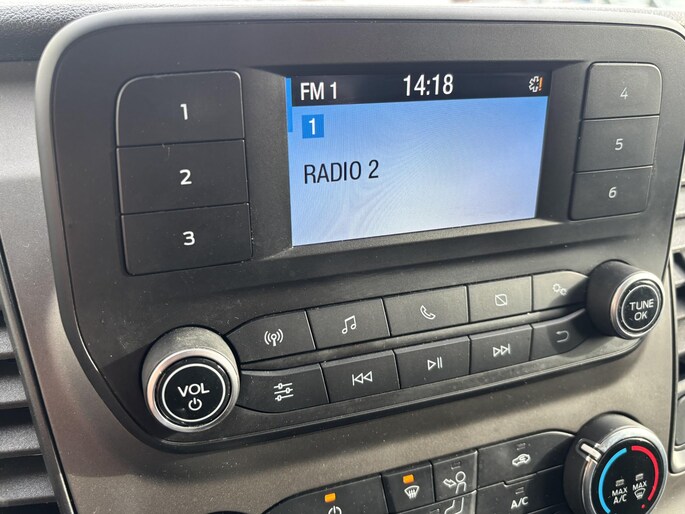 FM 1 14:18
1
RADIO 2
1
2
3
4
5
6
VOL
TUNE
OK
A/C
MAX
A/C
MAX